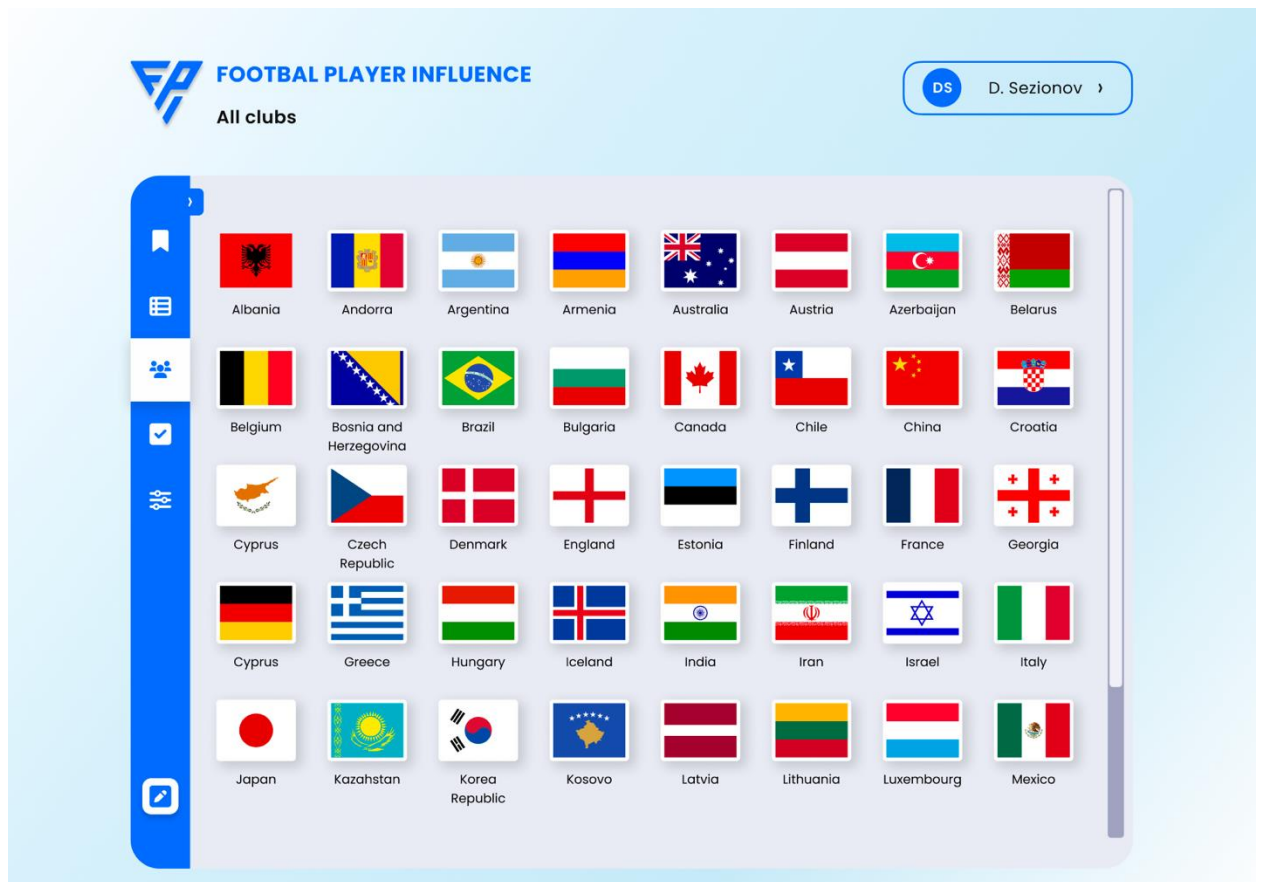 FOOTBAL PLAYER INFLUENCE
All clubs
DS D. Sezionov
Albania Andorra Argentina Armenia Australia Austria Azerbaijan Belarus
Belgium Bosnia and Brazil Bulgaria Canada Chile China Croatia
Herzegovina
Cyprus Czech Denmark England Estonia Finland France Georgia
Republic
Cyprus Greece Hungary Iceland India Iran Israel Italy
Japan Kazahstan Korea Kosovo Latvia Lithuania Luxembourg Mexico
Republic